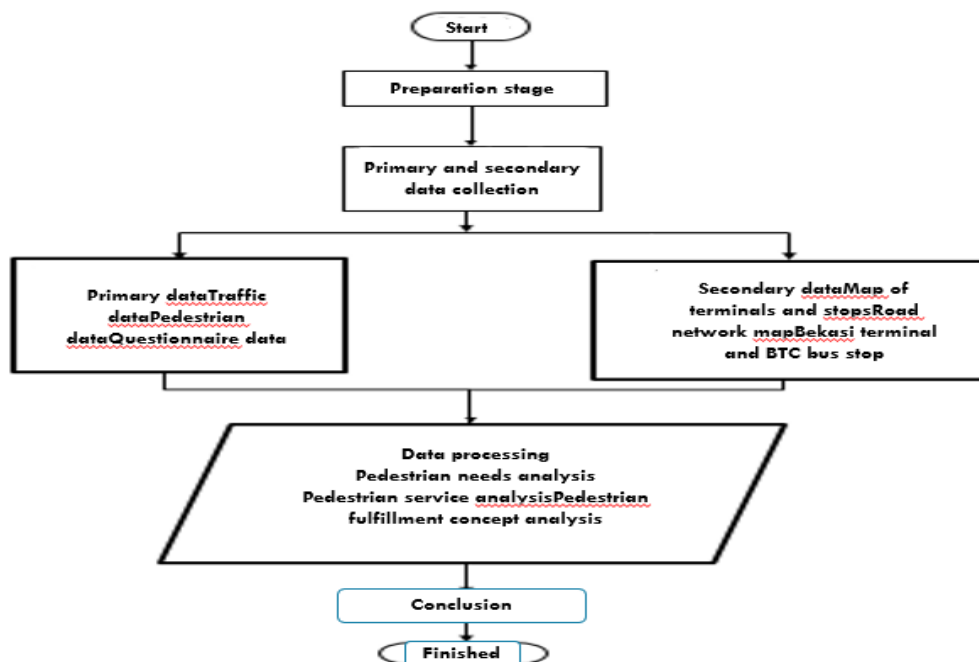 Start
Preparation stage
Primary and secondary
data collection
Primary dataTraffic
dataPedestrian
dataQuestionnaire data
Secondary dataMap of
terminals and stopsRoad
network mapBekasi terminal
and BTC bus stop
Data processing
Pedestrian needs analysis
Pedestrian service analysisPedestrian
fulfillment concept analysis
Conclusion
Finished